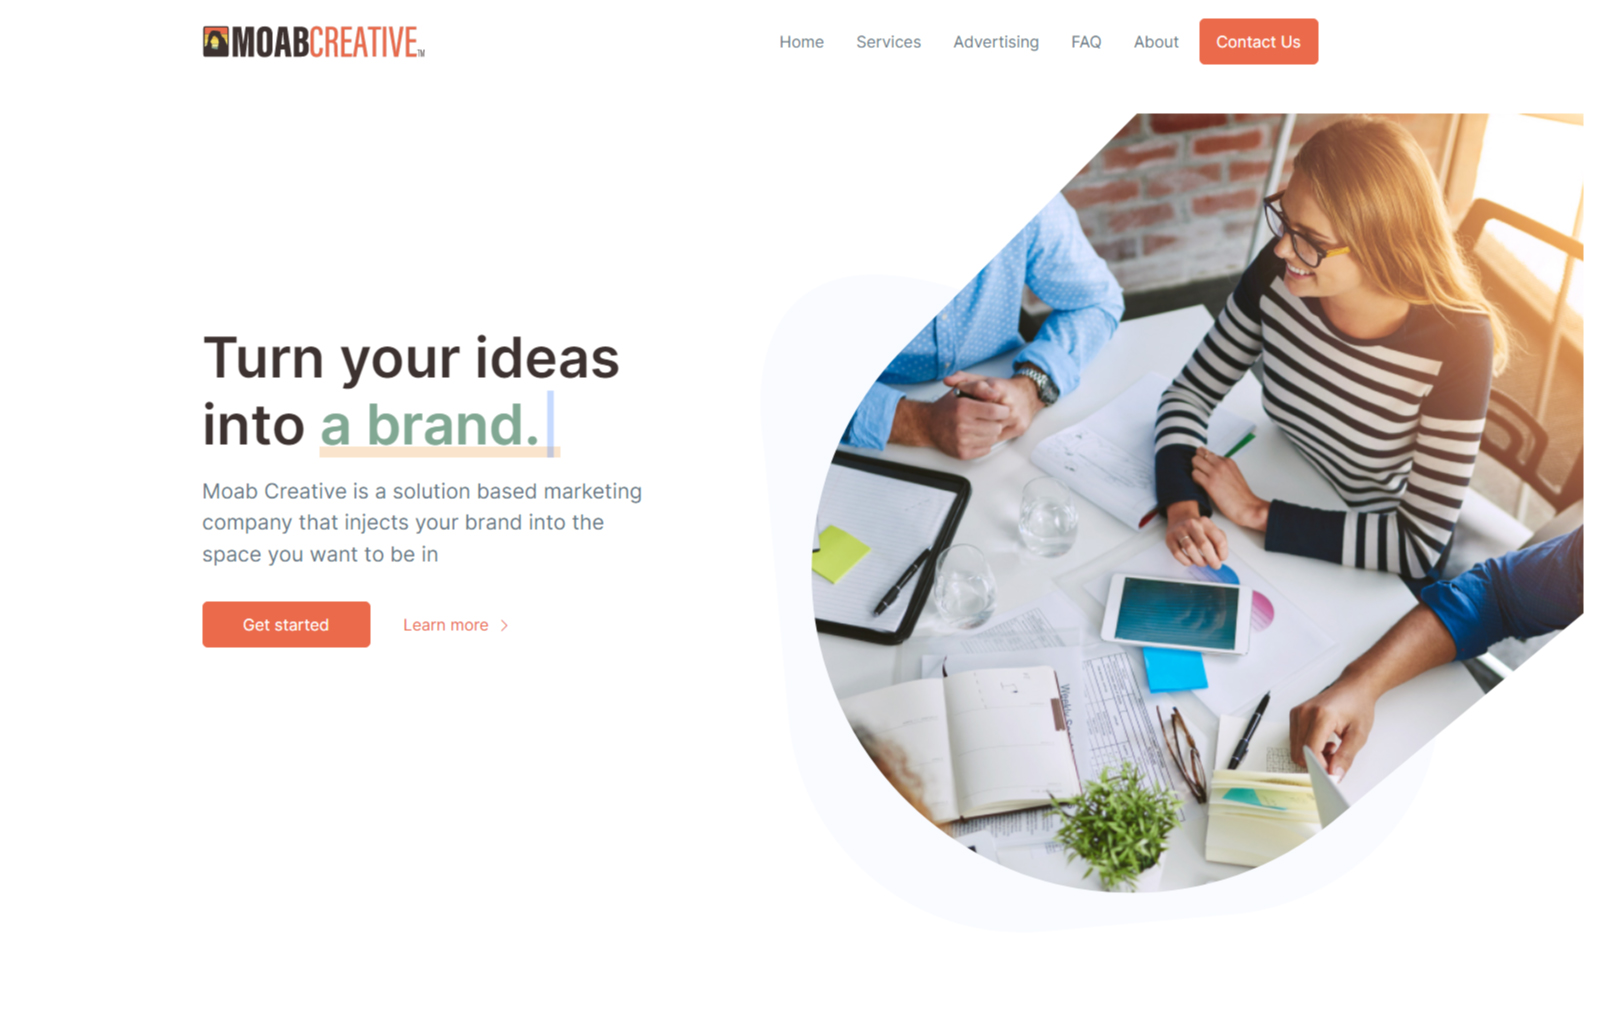 MOABCREATIVE™
Home Services Advertising FAQ About Contact Us
Turn your ideas
into a brand.
Moab Creative is a solution based marketing
company that injects your brand into the
space you want to be in
Get started Learn more